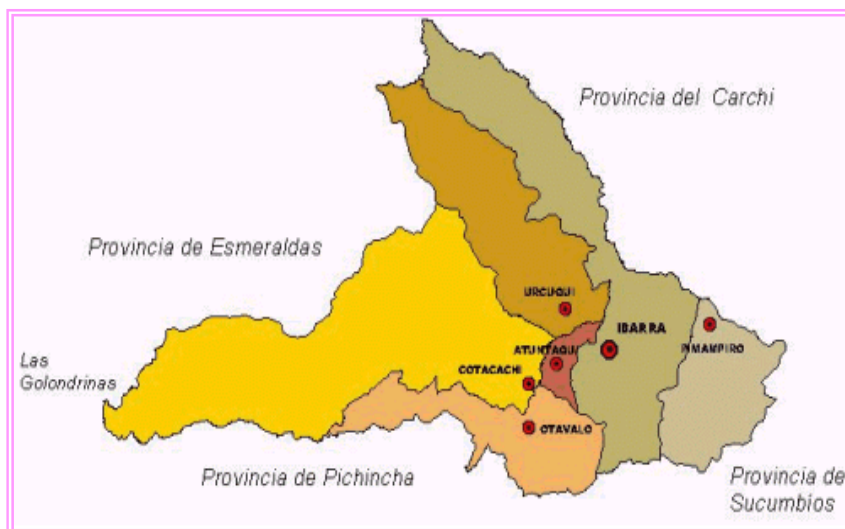 Provincia del Carchi
Provincia de Esmeraldas
URCUQUI
IBARRA
PIMAMPIRO
ATUNTAQUI
COTACACHI
Las
Golondrinas
OTAVALO
Provincia de Pichincha
Provincia de
Sucumbios